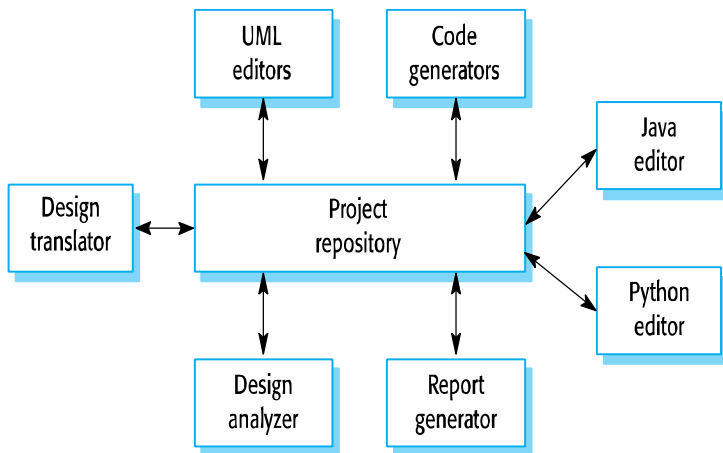 UML
editors
Code
generators
Java
editor
Design
translator
Project
repository
Python
editor
Design
analyzer
Report
generator